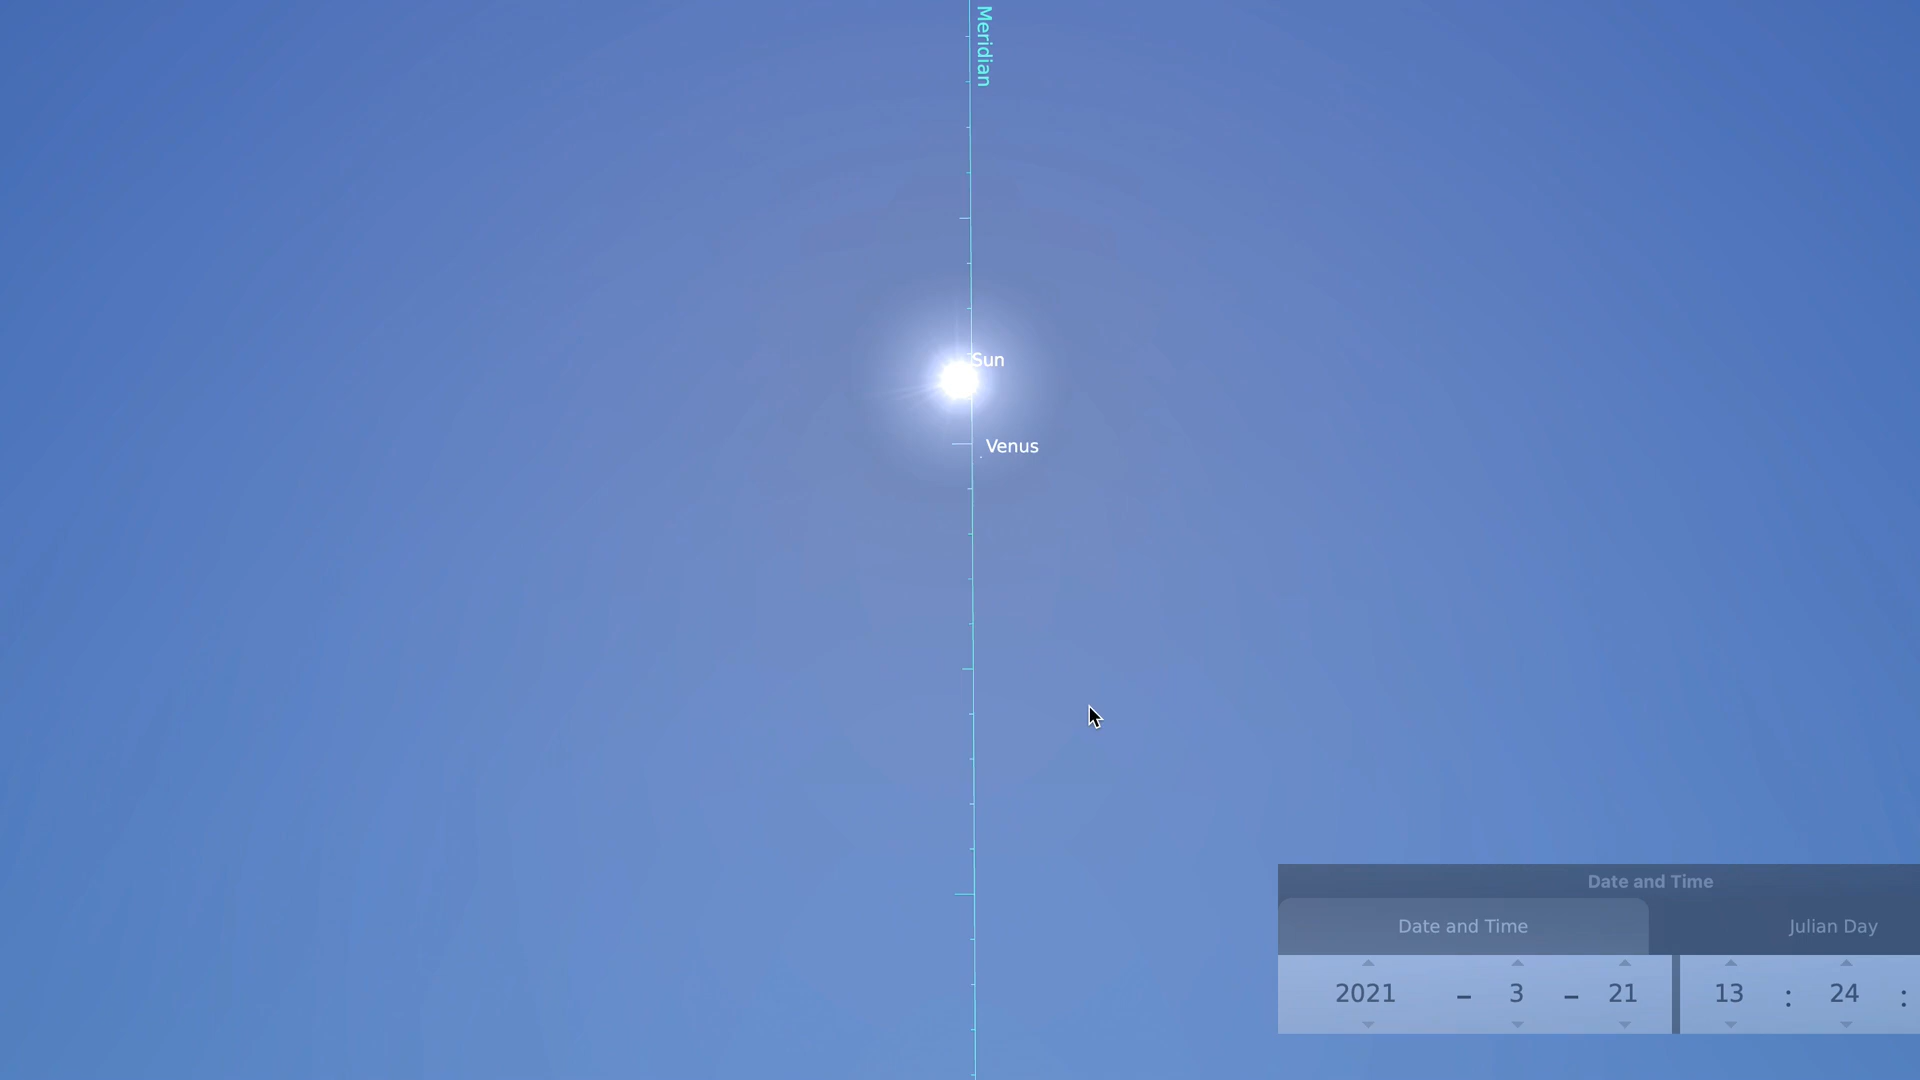 Meridian
Sun
Venus
Date and Time
Date and Time
Julian Day
2021 - 3 - 21 13 : 24 :